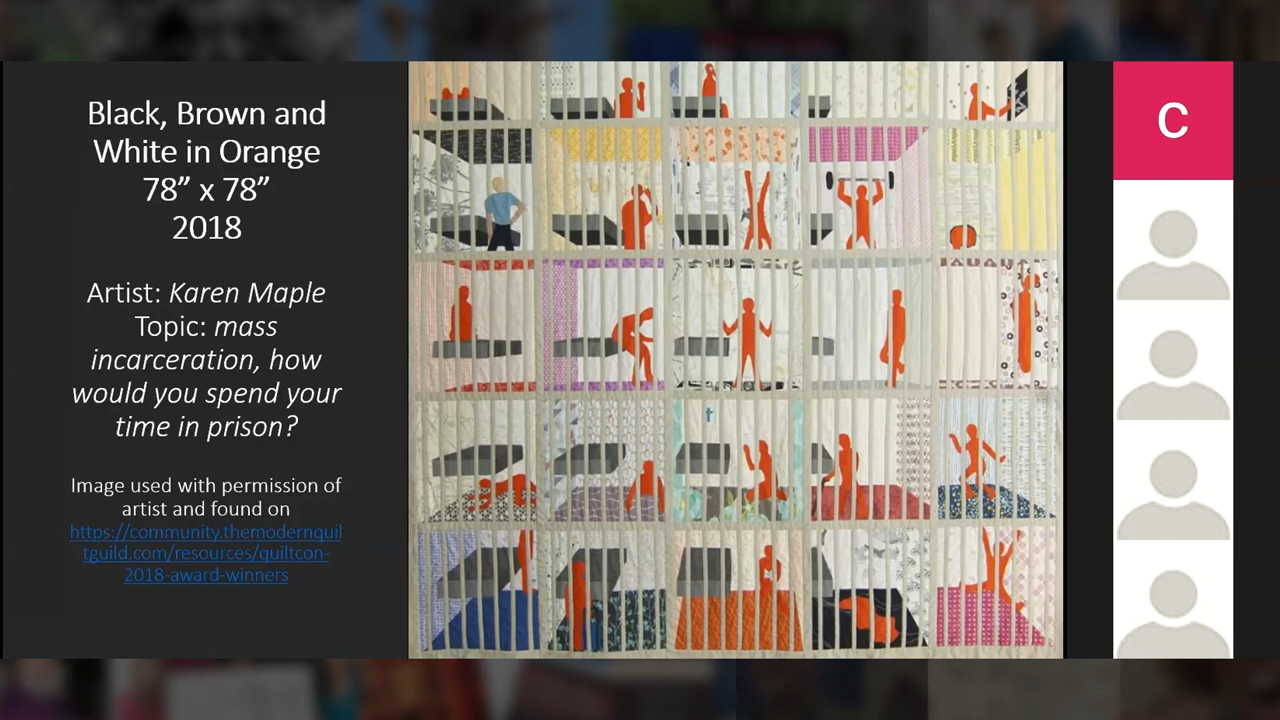 Black, Brown and
White in Orange
78” x 78”
2018
Artist: Karen Maple
Topic: mass
incarceration, how
would you spend your
time in prison?
Image used with permission of
artist and found on
https://community.themodernquil
tguild.com/resources/quiltcon-
2018-award-winners
C